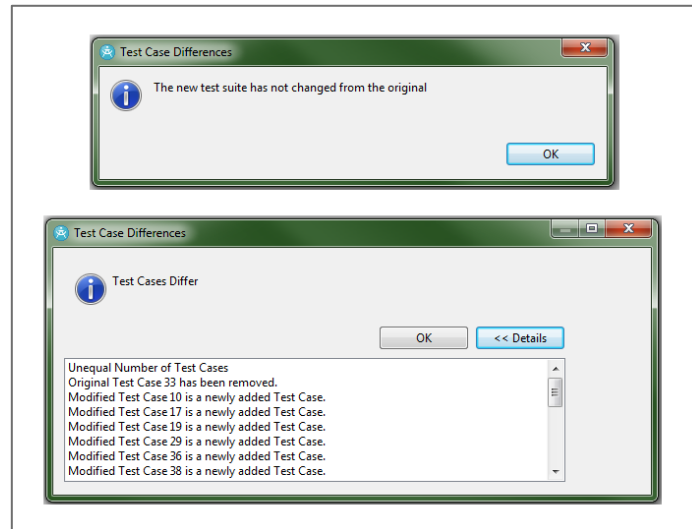 Test Case Differences
The new test suite has not changed from the original
OK
Test Case Differences
Test Cases Differ
OK
<< Details
Unequal Number of Test Cases
Original Test Case 33 has been removed.
Modified Test Case 10 is a newly added Test Case.
Modified Test Case 17 is a newly added Test Case.
Modified Test Case 19 is a newly added Test Case.
Modified Test Case 29 is a newly added Test Case.
Modified Test Case 36 is a newly added Test Case.
Modified Test Case 38 is a newly added Test Case.